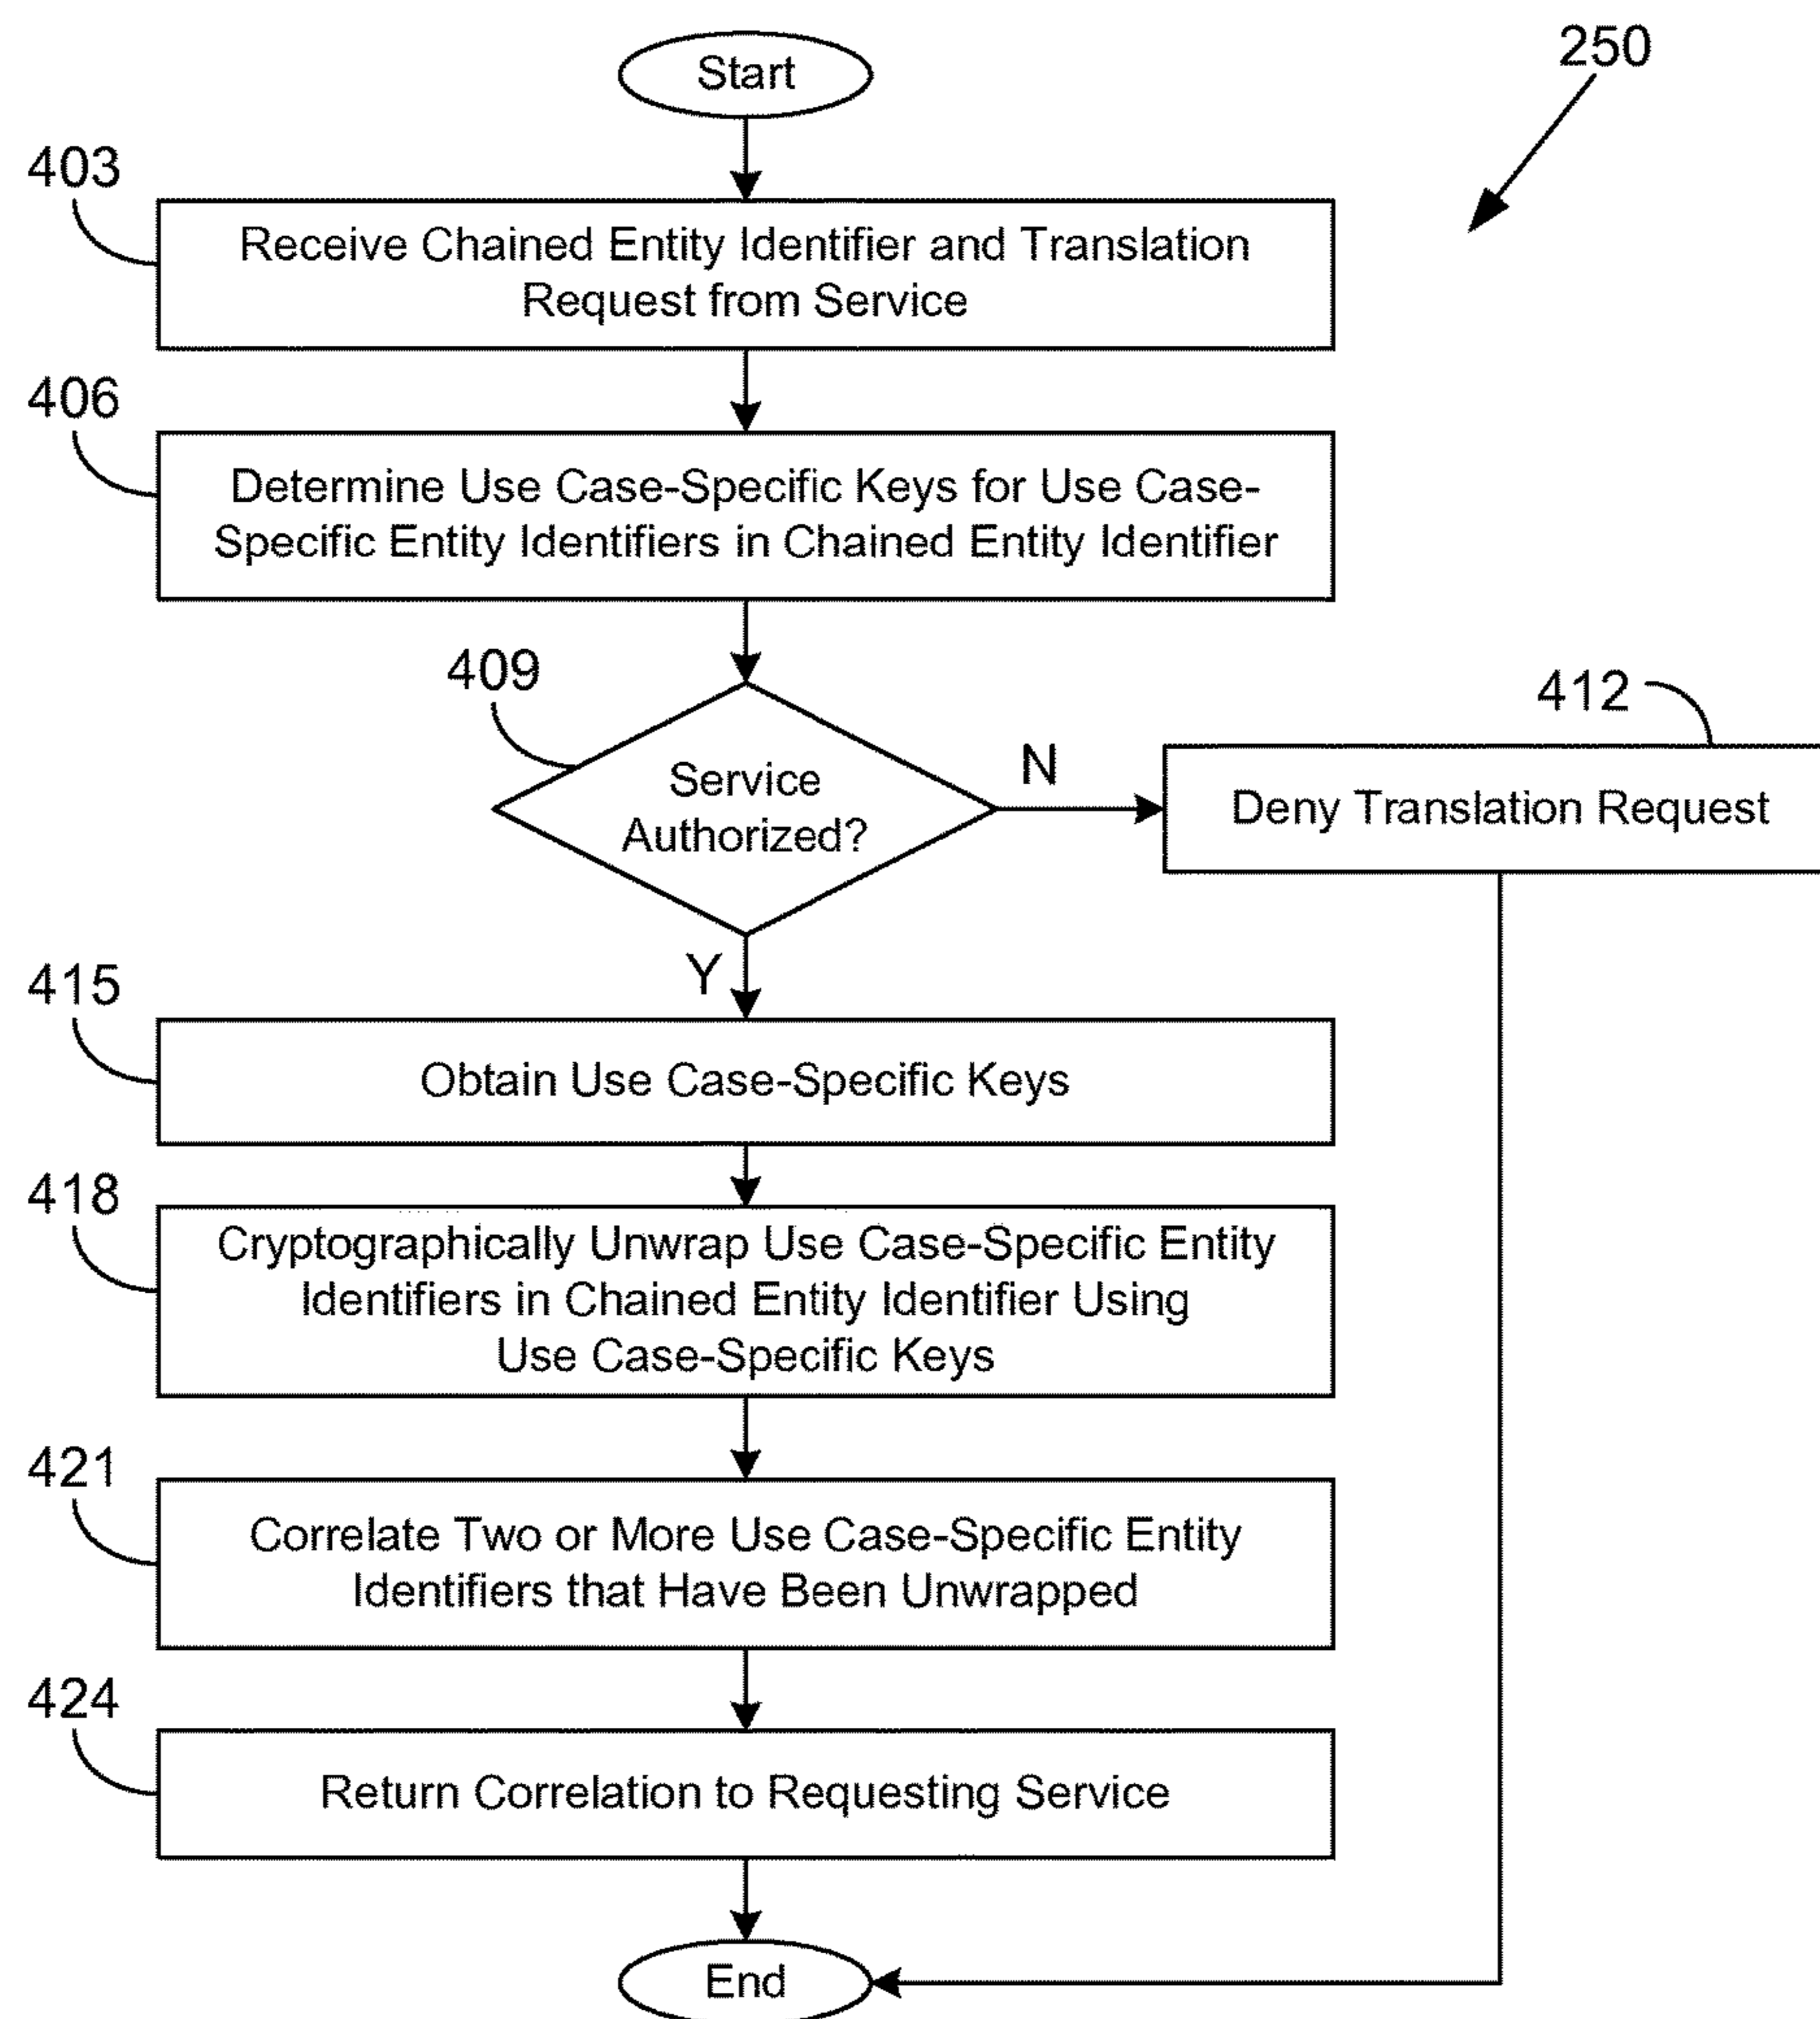 Start
250
403
Receive Chained Entity Identifier and Translation
Request from Service
406
Determine Use Case-Specific Keys for Use Case-
Specific Entity Identifiers in Chained Entity Identifier
409
Service
Authorized?
N
412
Deny Translation Request
Y
415
Obtain Use Case-Specific Keys
418
Cryptographically Unwrap Use Case-Specific Entity
Identifiers in Chained Entity Identifier Using
Use Case-Specific Keys
421
Correlate Two or More Use Case-Specific Entity
Identifiers that Have Been Unwrapped
424
Return Correlation to Requesting Service
End